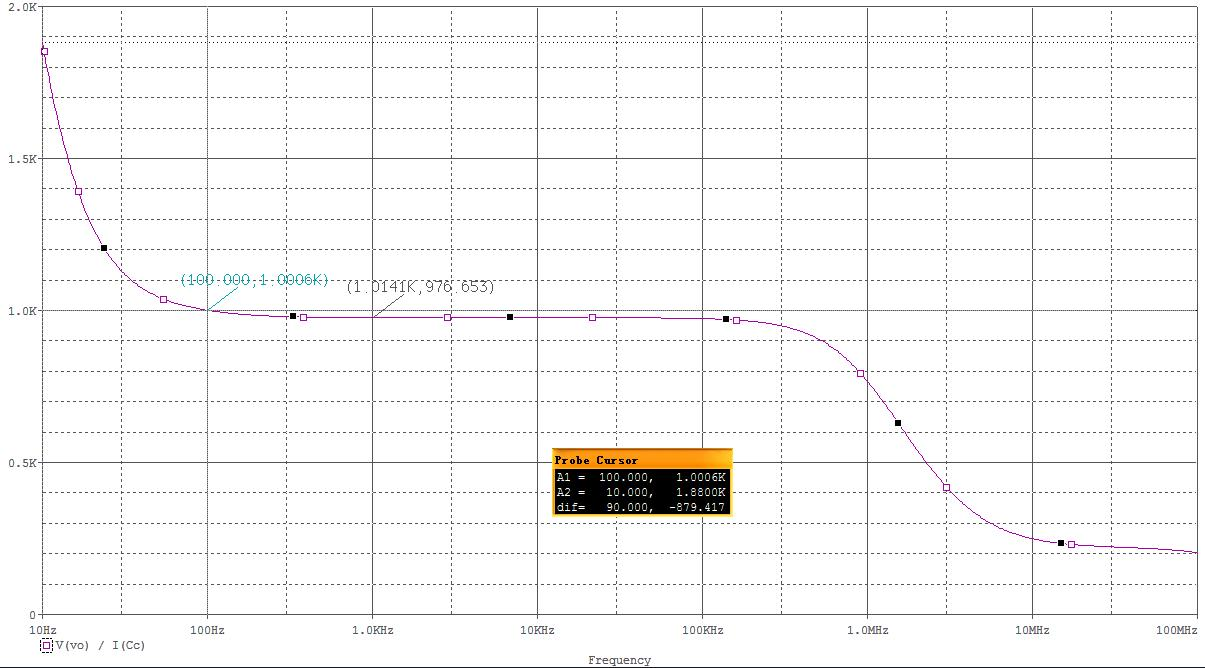 2.0K
1.5K
(100.000,1.0006K)
(1.0141K,976.653)
1.0K
0.5K
Probe Cursor
A1 = 100.000, 1.0006K
A2 = 10.000, 1.8800K
dif= 90.000, -879.417
0
10Hz 100Hz 1.0KHz 10KHz 100KHz 1.0MHz 10MHz 100MHz
V(vo) / I(Cc)
Frequency